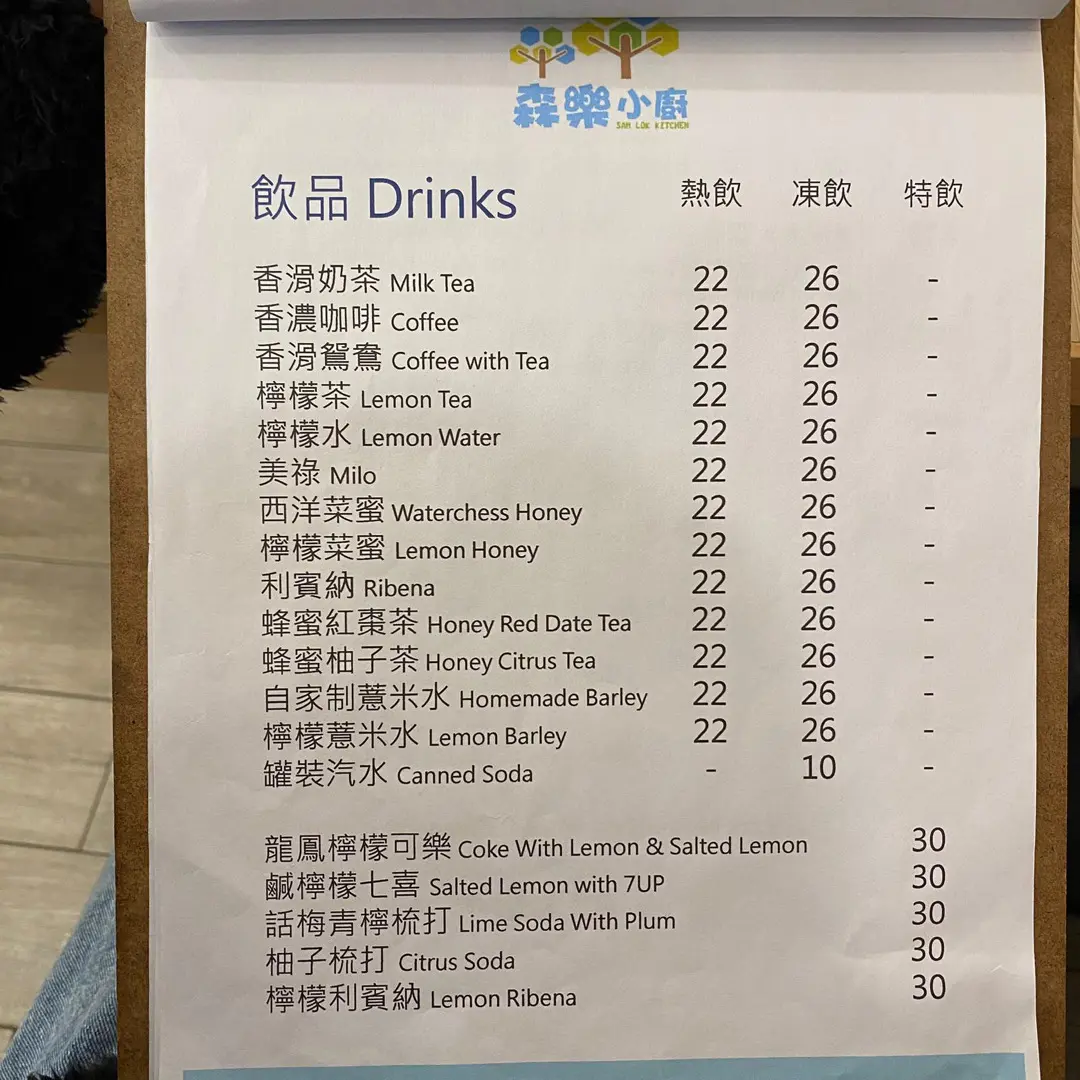 森樂小廚
SAM LOK KITCHEN
飲品 Drinks 熱飲 凍飲 特飲
香滑奶茶 Milk Tea 22 26 -
香濃咖啡 Coffee 22 26 -
香滑鴛鴦 Coffee with Tea 22 26 -
檸檬茶 Lemon Tea 22 26 -
檸檬水 Lemon Water 22 26 -
美祿 Milo 22 26 -
西洋菜蜜 Waterchess Honey 22 26 -
檸檬菜蜜 Lemon Honey 22 26 -
利賓納 Ribena 22 26 -
蜂蜜紅棗茶 Honey Red Date Tea 22 26 -
蜂蜜柚子茶 Honey Citrus Tea 22 26 -
自家制薏米水 Homemade Barley 22 26 -
檸檬薏米水 Lemon Barley 22 26 -
罐裝汽水 Canned Soda - 10 -
龍鳳檸檬可樂 Coke With Lemon & Salted Lemon 30
鹹檸檬七喜 Salted Lemon with 7UP 30
話梅青檸梳打 Lime Soda With Plum 30
柚子梳打 Citrus Soda 30
檸檬利賓納 Lemon Ribena 30